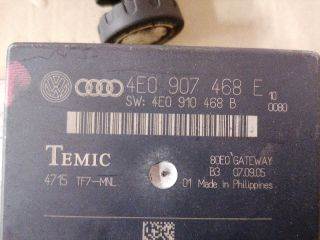 4E0 907 468 E
10
SW: 4E0 910 468 B
0080
TEMIC
80ED GATEWAY
B3 07.09.05
4715 TF7-MNL
01 Made in Philippines